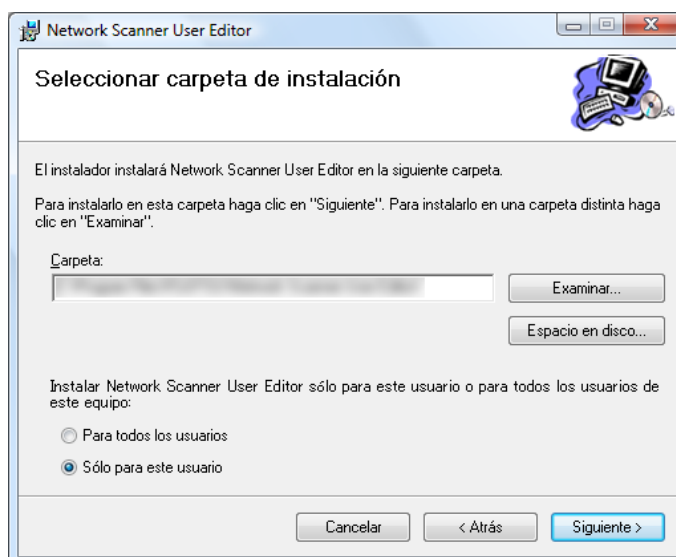 Network Scanner User Editor
Seleccionar carpeta de instalación
El instalador instalará Network Scanner User Editor en la siguiente carpeta.
Para instalarlo en esta carpeta haga clic en "Siguiente". Para instalarlo en una carpeta distinta haga
clic en "Examinar".
Carpeta:
Examinar...
Espacio en disco...
Instalar Network Scanner User Editor sólo para este usuario o para todos los usuarios de
este equipo:
Para todos los usuarios
Sólo para este usuario
Cancelar
< Atrás
Siguiente >